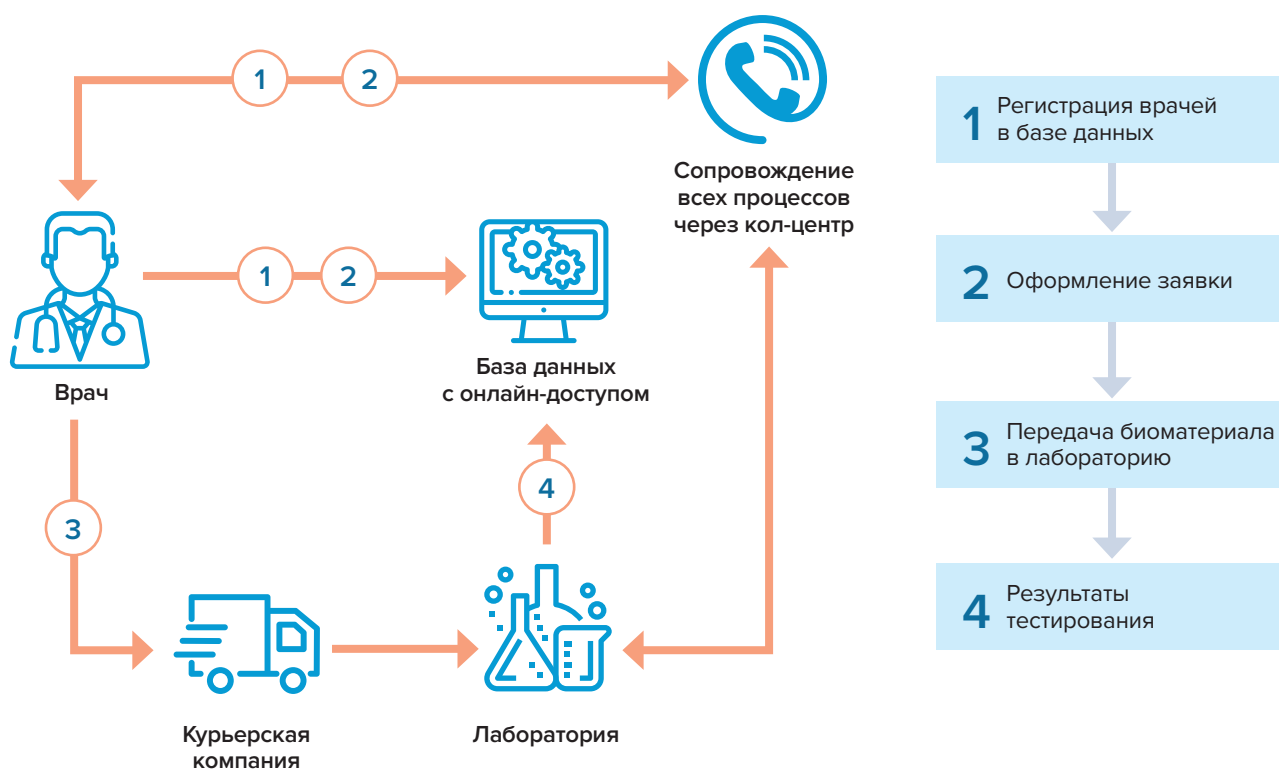 1
2
Сопровождение
всех процессов
через кол-центр
1
2
Врач
База данных
с онлайн-доступом
3
4
Курьерская
компания
Лаборатория
1 Регистрация врачей
в базе данных
2 Оформление заявки
3 Передача биоматериала
в лабораторию
4 Результаты
тестирования